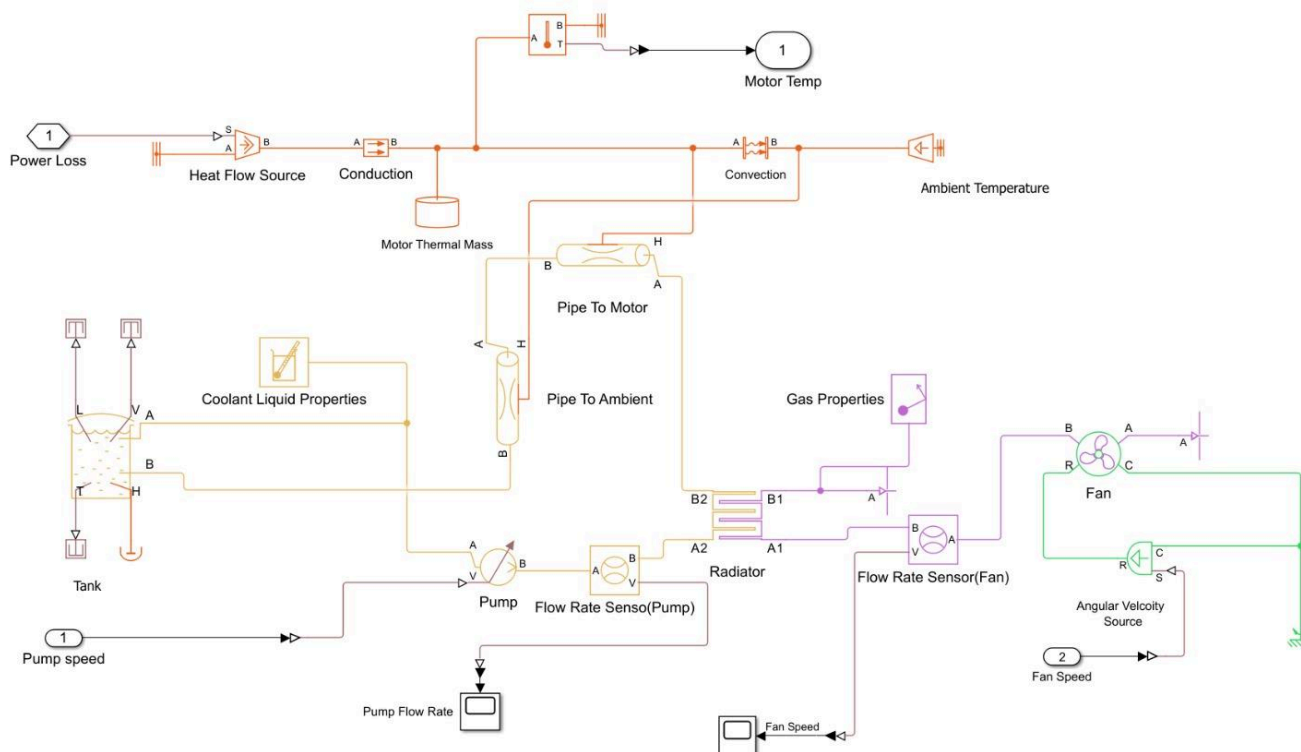 B
A
T
1
Motor Temp
1
Power Loss
S
A
B
Heat Flow Source
A
B
Conduction
A
B
Convection
Ambient Temperature
Motor Thermal Mass
H
B
A
Pipe To Motor
A
H
Pipe To Ambient
B
Coolant Liquid Properties
Gas Properties
L
V
A
B
T
H
Tank
B
A
R
C
Fan
A
A
B2
B1
A2
A1
Radiator
B
A
V
Flow Rate Sensor(Fan)
A
V
B
Pump
A
B
V
Flow Rate Senso(Pump)
C
R
S
Angular Velcoity
Source
1
Pump speed
2
Fan Speed
Pump Flow Rate
Fan Speed